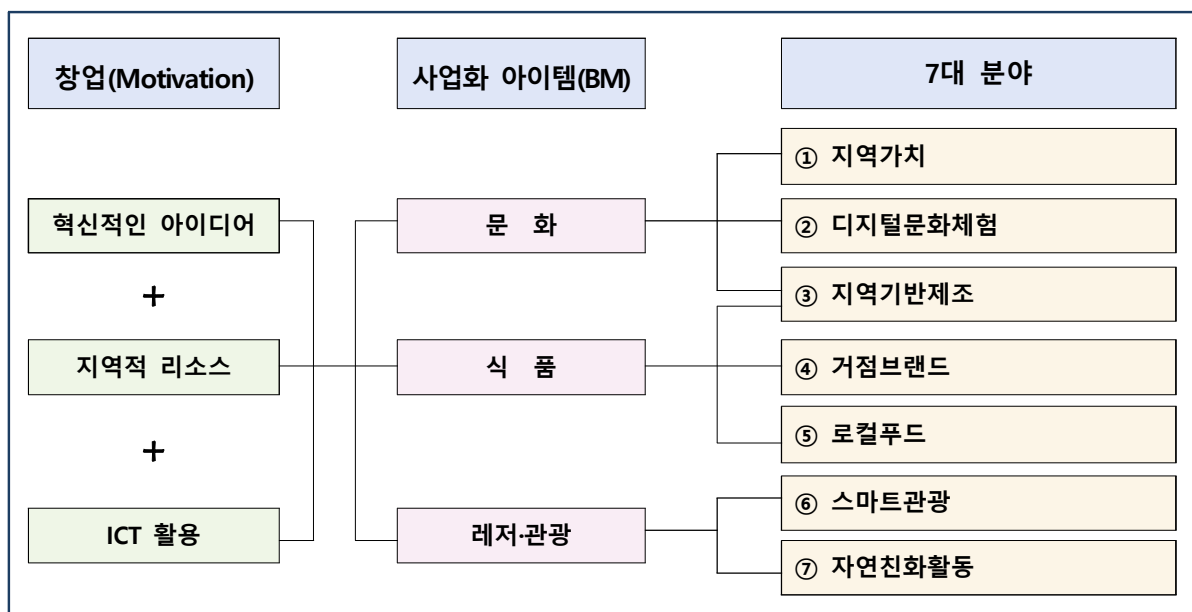 창업(Motivation)
사업화 아이템(BM)
7대 분야
혁신적인 아이디어
+
지역적 리소스
+
ICT 활용
문 화
식 품
레저·관광
① 지역가치
② 디지털문화체험
③ 지역기반제조
④ 거점브랜드
⑤ 로컬푸드
⑥ 스마트관광
⑦ 자연친화활동